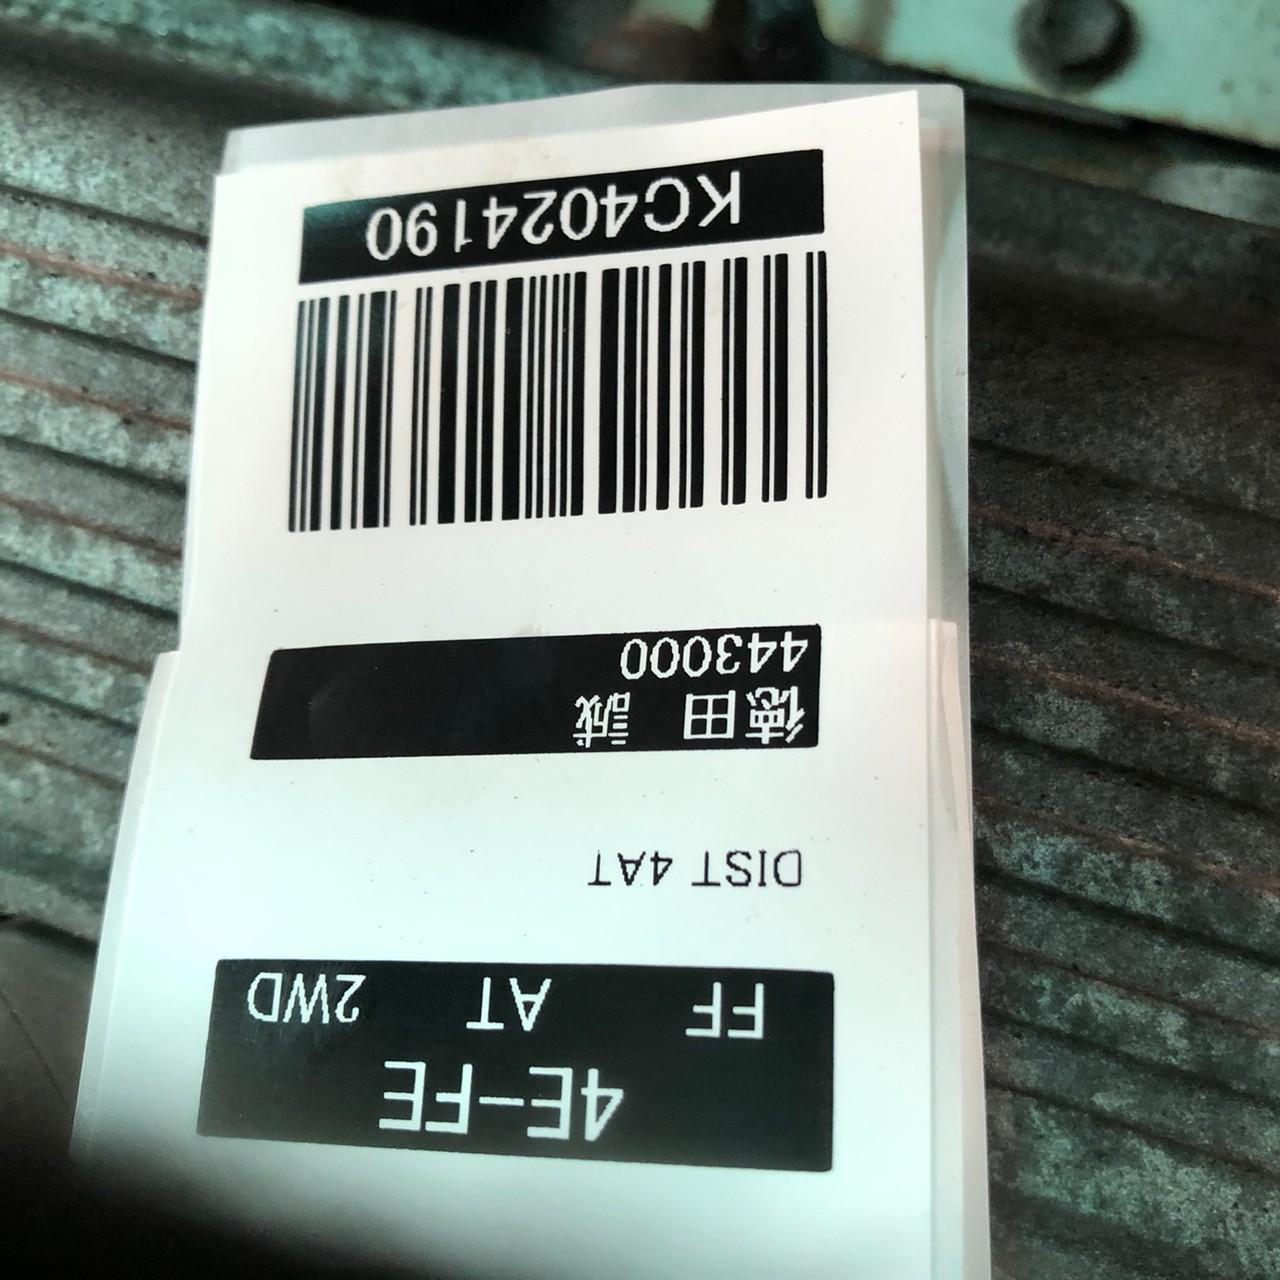 4E-FE
FF AT 2WD
DIST 4AT
徳田 誠
443000
KC4024190